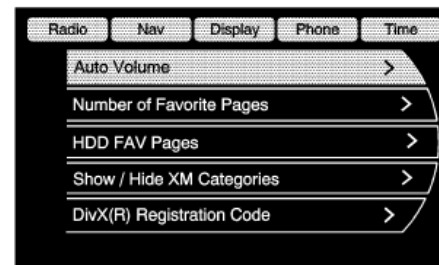 Radio Nav Display Phone Time
Auto Volume
Number of Favorite Pages
HDD FAV Pages
Show / Hide XM Categories
DivX(R) Registration Code